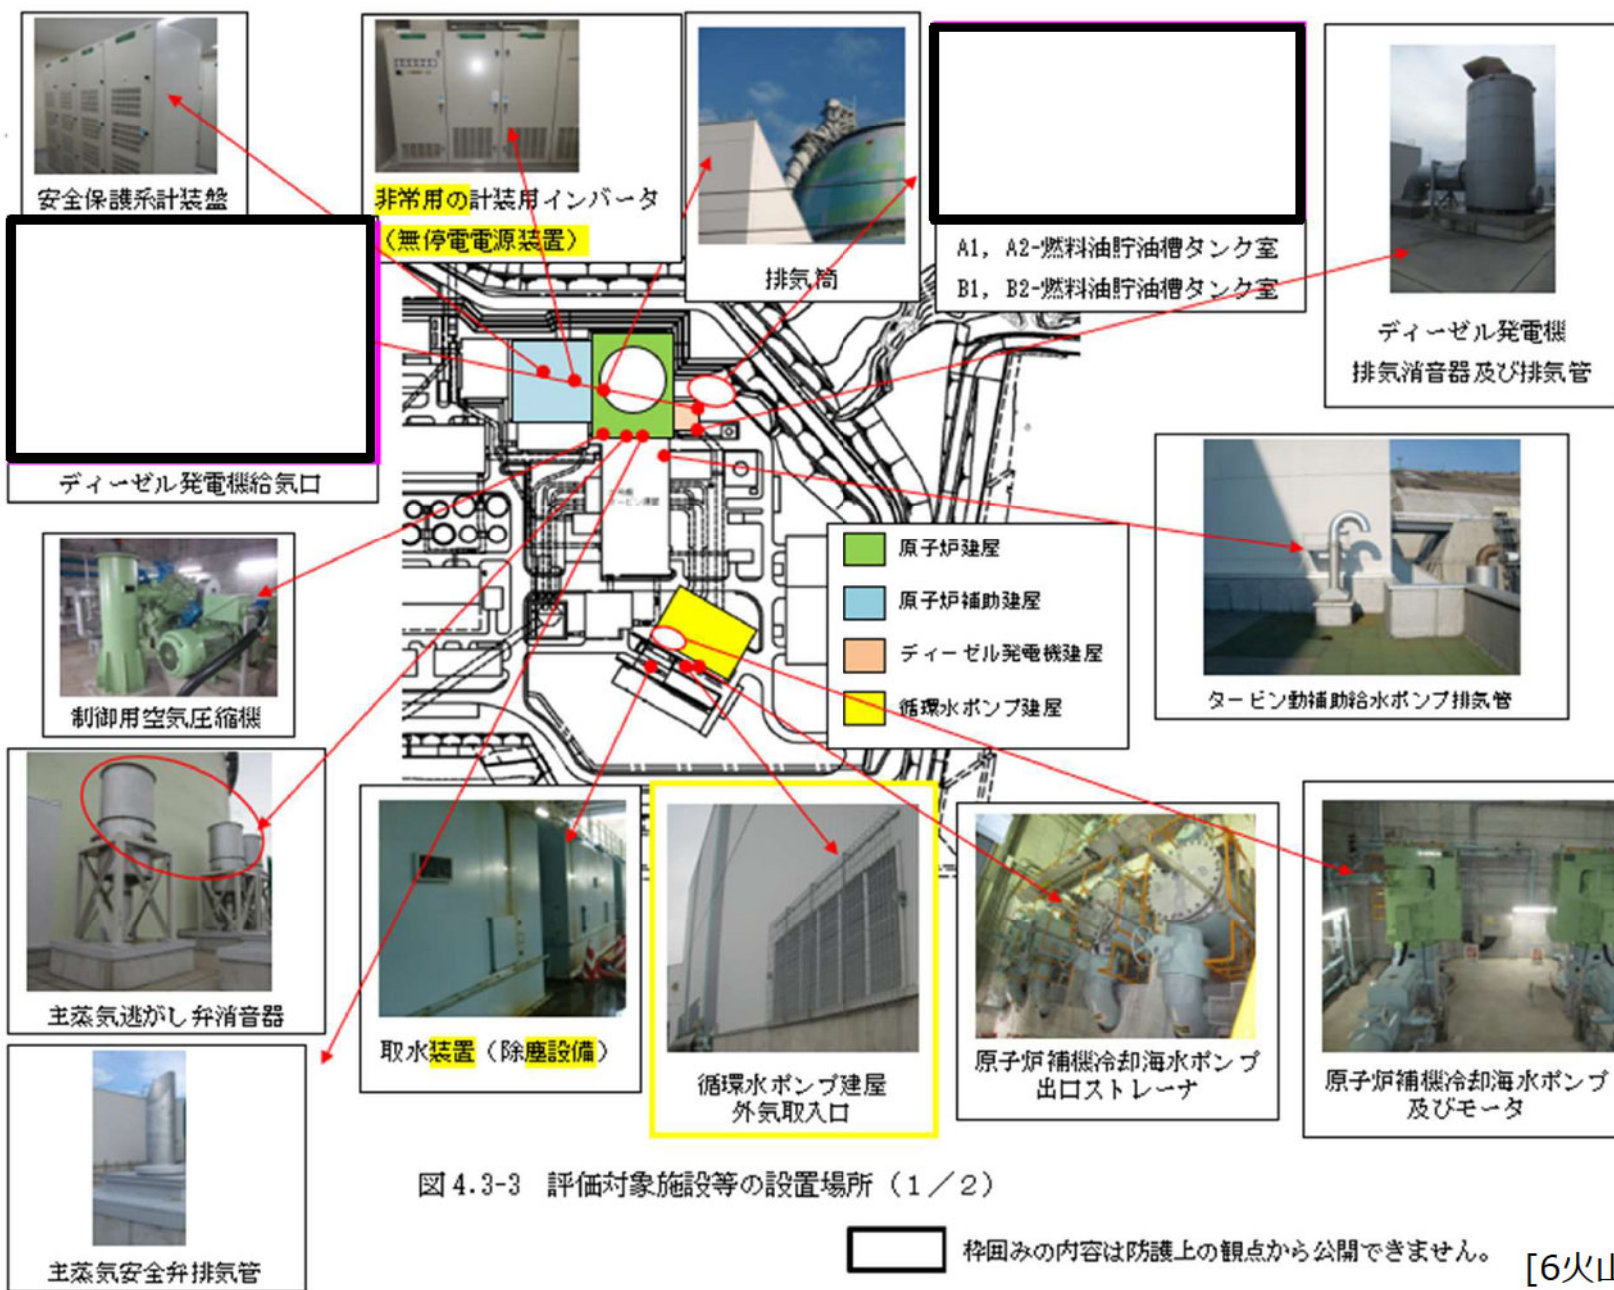 安全保護系計装盤
非常用の計装用インバータ
（無停電電源装置）
排気筒
A1, A2-燃料油貯油槽タンク室
B1, B2-燃料油貯油槽タンク室
ディーゼル発電機
排気消音器及び排気管
ディーゼル発電機給気口
制御用空気圧縮機
原子炉建屋
原子炉補助建屋
ディーゼル発電機建屋
循環水ポンプ建屋
タービン動補助給水ポンプ排気管
主蒸気逃がし弁消音器
取水装置（除塵設備）
循環水ポンプ建屋
外気取入口
原子炉補機冷却海水ポンプ
出口ストレーナ
原子炉補機冷却海水ポンプ
及びモータ
主蒸気安全弁排気管
図 4.3-3 評価対象施設等の設置場所（１／２）
枠囲みの内容は防護上の観点から公開できません。
[6火山